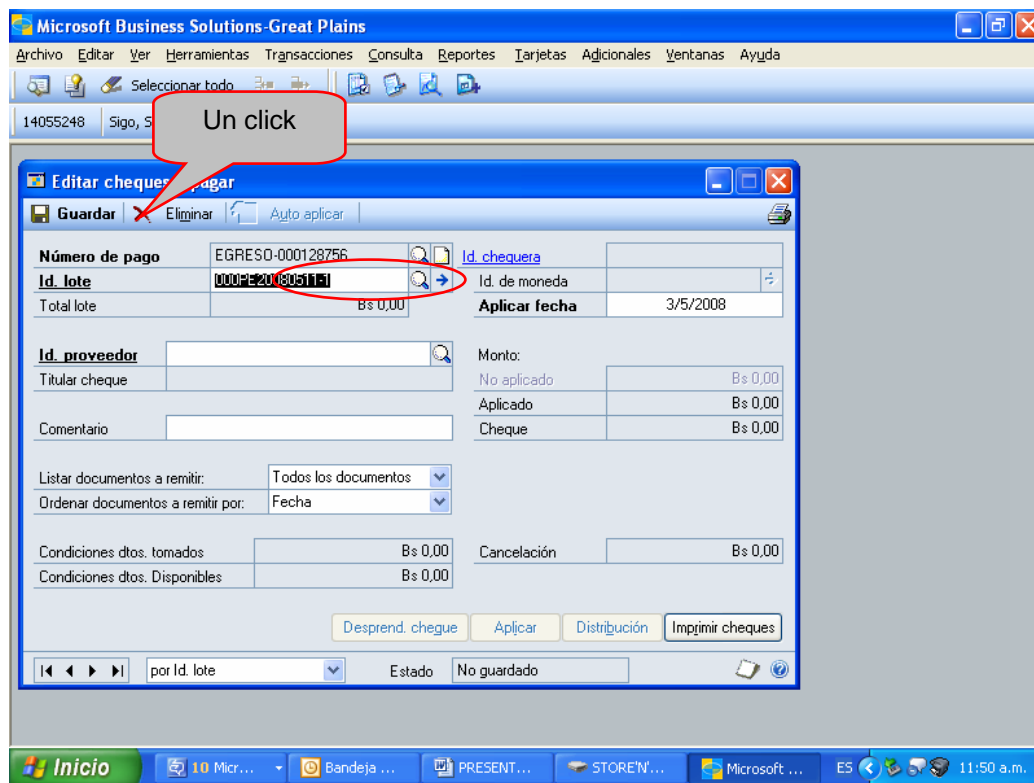 Microsoft Business Solutions-Great Plains
Archivo Editar Ver Herramientas Transacciones Consulta Reportes Tarjetas Adicionales Ventanas Ayuda
Seleccionar todo
14055248 Sigo, S
Un click
Editar cheque pagar
Guardar Eliminar Auto aplicar
Número de pago EGRESO-000128756 Id. chequera
Id. lote 000PE20080511-1 Id. de moneda
Total lote Bs 0,00 Aplicar fecha 3/5/2008
Id. proveedor Monto:
Titular cheque No aplicado Bs 0,00
Aplicado Bs 0,00
Comentario Cheque Bs 0,00
Listar documentos a remitir: Todos los documentos
Ordenar documentos a remitir por: Fecha
Condiciones dtos. tomados Bs 0,00 Cancelación Bs 0,00
Condiciones dtos. Disponibles Bs 0,00
Desprend. cheque Aplicar Distribución Imprimir cheques
por Id. lote Estado No guardado
Inicio 10 Micr... Bandeja ... PRESENT... STORE'N'... Microsoft ... ES 11:50 a.m.